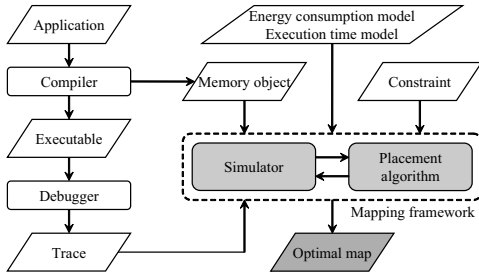 Application
Energy consumption model
Execution time model
Compiler
Memory object
Constraint
Executable
Simulator
Placement
algorithm
Debugger
Mapping framework
Trace
Optimal map